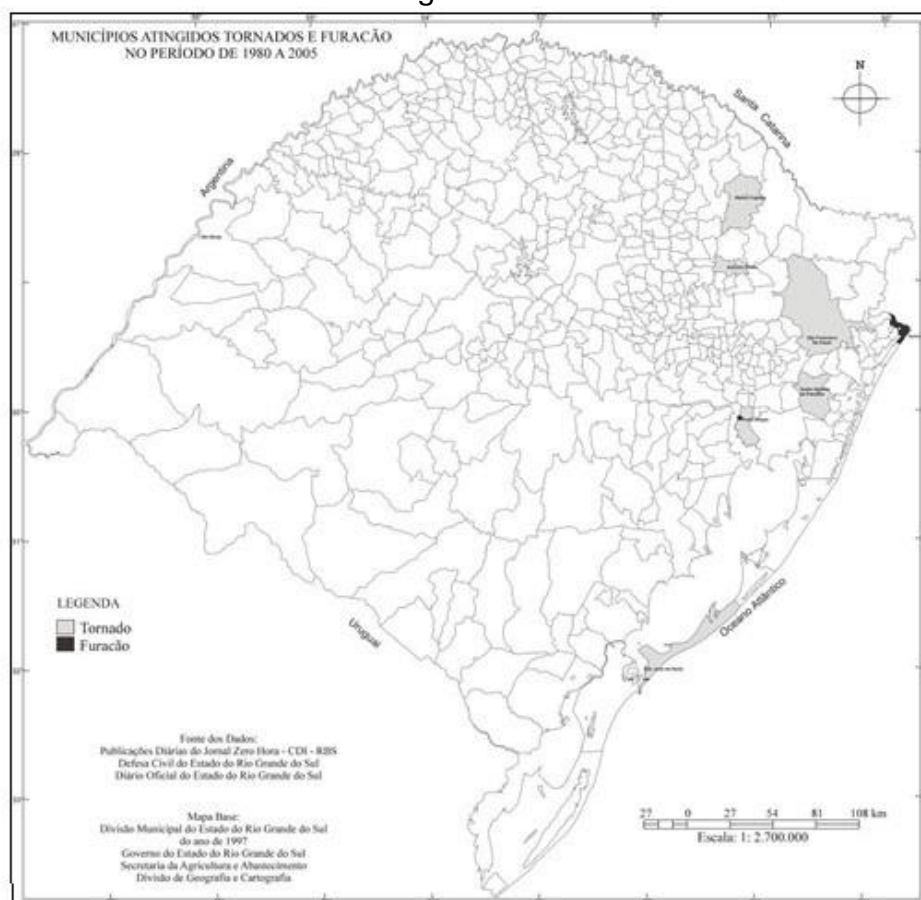 MUNICÍPIOS ATINGIDOS TORNADOS E FURACÃO
NO PERÍODO DE 1980 A 2005
N
Santa Catarina
Argentina
Oceano Atlântico
Uruguai
LEGENDA
Tornado
Furacão
Fonte dos Dados:
Publicações Diárias do Jornal Zero Hora - CDI - RBS
Defesa Civil do Estado do Rio Grande do Sul
Diário Oficial do Estado do Rio Grande do Sul
Mapa Base:
Divisão Municipal do Estado do Rio Grande do Sul
do ano de 1997
Governo do Estado do Rio Grande do Sul
Secretaria da Agricultura e Abastecimento
Divisão de Geografia e Cartografia
27 0 27 54 81 108 km
Escala: 1: 2.700.000